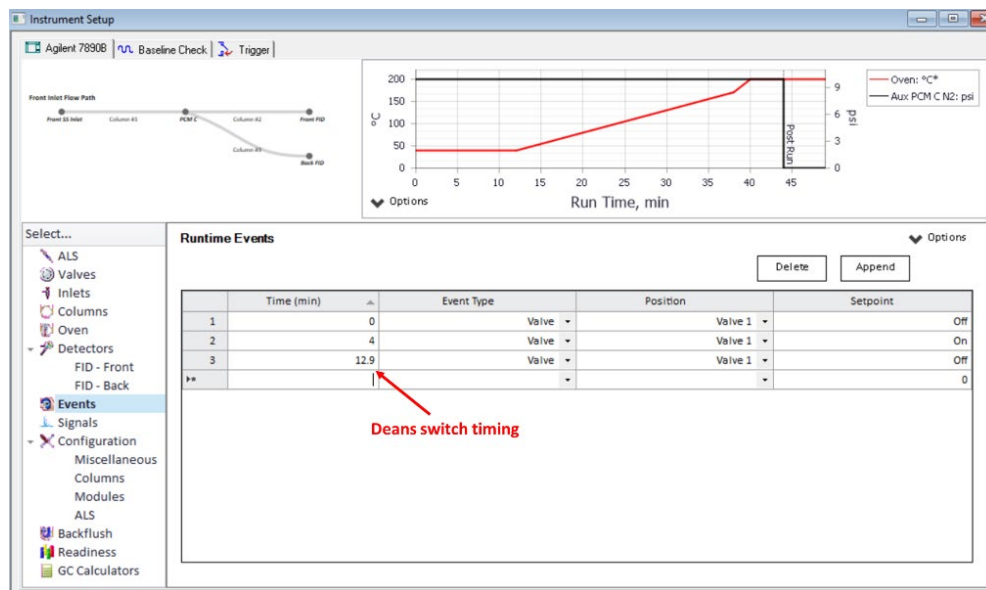 Instrument Setup
Agilent 7890B Baseline Check Trigger
Front Inlet Flow Path
Front SS Inlet Column #1 PCM C Column #2 Front FID
Column #3
Back FID
200
150
100
50
0
°C
9
6
3
0
psi
Post Run
0 5 10 15 20 25 30 35 40 45
Run Time, min
Options
Oven: °C*
Aux PCM C N2: psi
Select...
ALS
Valves
Inlets
Columns
Oven
Detectors
FID - Front
FID - Back
Events
Signals
Configuration
Miscellaneous
Columns
Modules
ALS
Backflush
Readiness
GC Calculators
Runtime Events
Options
Delete Append
Time (min) Event Type Position Setpoint
1 0 Valve Valve 1 Off
2 4 Valve Valve 1 On
3 12.9 Valve Valve 1 Off
0
Deans switch timing